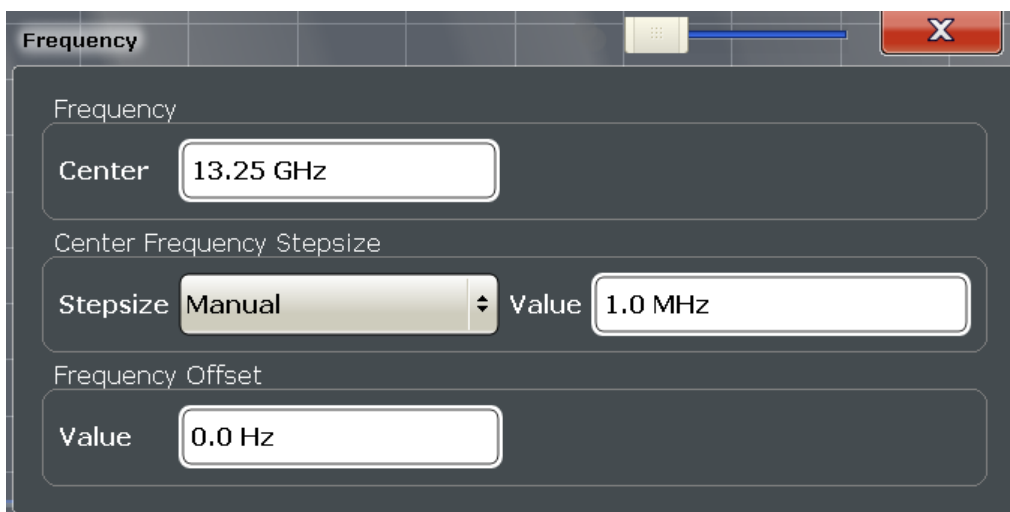 Frequency
X
Frequency
Center 13.25 GHz
Center Frequency Stepsize
Stepsize Manual Value 1.0 MHz
Frequency Offset
Value 0.0 Hz